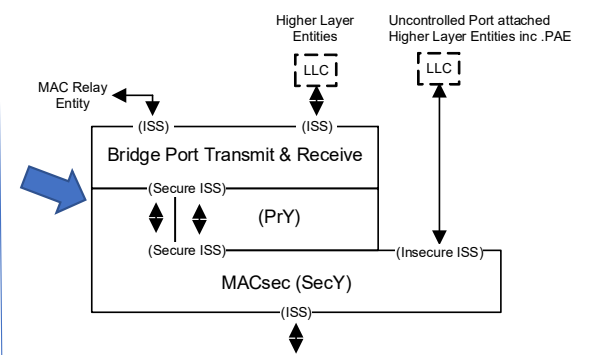 Higher Layer
Entities
LLC
Uncontrolled Port attached
Higher Layer Entities inc .PAE
LLC
MAC Relay
Entity
(ISS)
(ISS)
Bridge Port Transmit & Receive
(Secure ISS)
(PrY)
(Secure ISS)
(Insecure ISS)
MACsec (SecY)
(ISS)